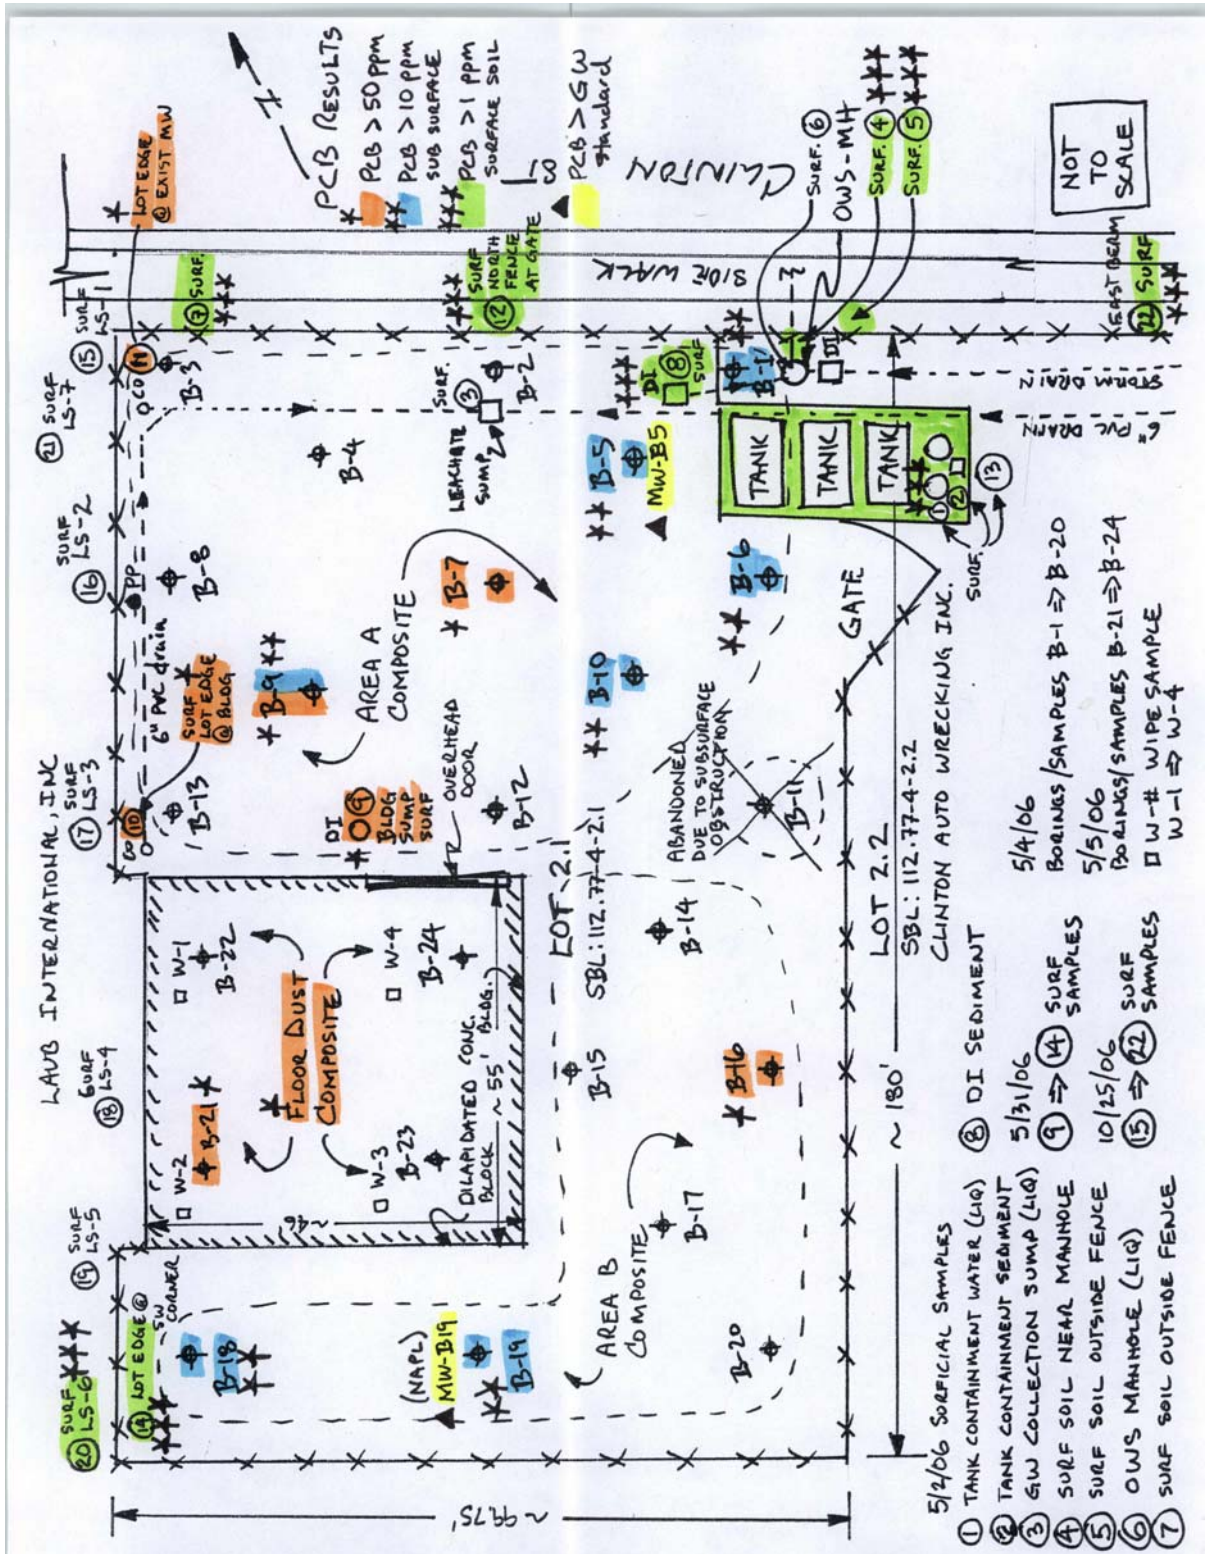 LAUB INTERNATIONAL, INC
20 SURF
LS-6
19 SURF
LS-5
18 SURF
LS-4
17 SURF
LS-3
16 SURF
LS-2
21 SURF
LS-7
15 SURF
LS-1
LOT EDGE
@ EXIST MW
PCB RESULTS
PCB > 50 PPM
PCB > 10 PPM
SUB SURFACE
PCB > 1 PPM
SURFACE SOIL
PCB > GW
standard
CLINTON
ST
SIDE WALK
7 SURF
SURF
12 NORTH
FENCE
AT GATE
SURF. 6
OWS-MH
SURF. 4
SURF. 5
EAST BERM
22 SURF
NOT
TO
SCALE
14 LOT EDGE @
SW
CORNER
B-18
(NAPL)
MW-B19
B-19
W-2
B-21
W-1
B-22
FLOOR DUST
COMPOSITE
W-3
B-23
W-4
B-24
DILAPIDATED CONC.
BLOCK BLDG.
~46'
~55'
CO
10
B-13
6" PVC drain
SURF
LOT EDGE
@ BLDG
B-9
PP
B-8
CO
11
B-3
B-4
AREA A
COMPOSITE
DI
9
BLDG
SUMP
SURF
OVERHEAD
DOOR
B-12
B-7
LEACHATE
SUMP
SURF.
3
B-2
LOT-2.1
SBL: 112.77-4-2.1
B-10
B-5
MW-B5
DI
8
SURF
B-1
DI
B-15
B-14
ABANDONED
DUE TO SUBSURFACE
OBSTRUCTION
B-11
B-6
TANK
TANK
TANK
1
2
SURF.
13
GATE
6" PVC DRAIN
STORM DRAIN
AREA B
COMPOSITE
B-17
B-16
B-20
~99.75'
~180'
LOT 2.2
SBL: 112.77-4-2.2
CLINTON AUTO WRECKING INC.
5/2/06 SURFICIAL SAMPLES
1 TANK CONTAINMENT WATER (LIQ)
2 TANK CONTAINMENT SEDIMENT
3 GW COLLECTION SUMP (LIQ)
4 SURF SOIL NEAR MANHOLE
5 SURF SOIL OUTSIDE FENCE
6 OWS MANHOLE (LIQ)
7 SURF SOIL OUTSIDE FENCE
8 DI SEDIMENT
5/31/06
9 => 14 SURF
SAMPLES
10/25/06
15 => 22 SURF
SAMPLES
5/4/06
BORINGS/SAMPLES B-1 => B-20
5/5/06
BORINGS/SAMPLES B-21 => B-24
W-# WIPE SAMPLE
W-1 => W-4